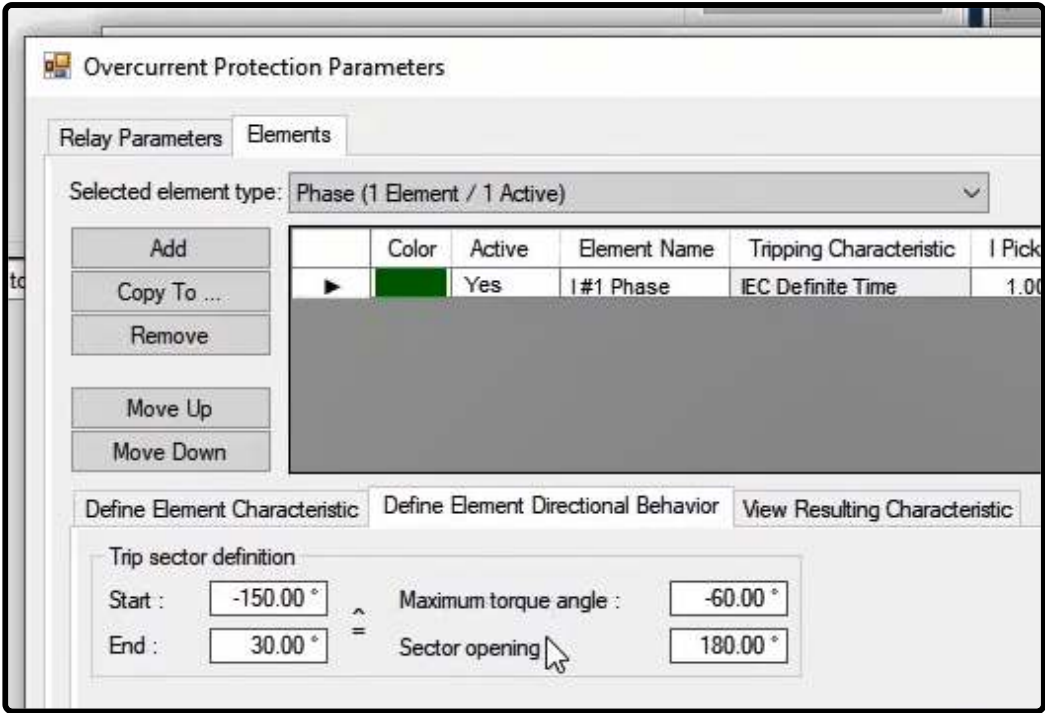 Overcurrent Protection Parameters
Relay Parameters Elements
Selected element type: Phase (1 Element / 1 Active)
Add
Copy To ...
Remove
Move Up
Move Down
Color Active Element Name Tripping Characteristic I Pick
Yes I #1 Phase IEC Definite Time 1.00
Define Element Characteristic Define Element Directional Behavior View Resulting Characteristic
Trip sector definition
Start : -150.00 ° Maximum torque angle : -60.00 °
End : 30.00 ° ≙ Sector opening 180.00 °